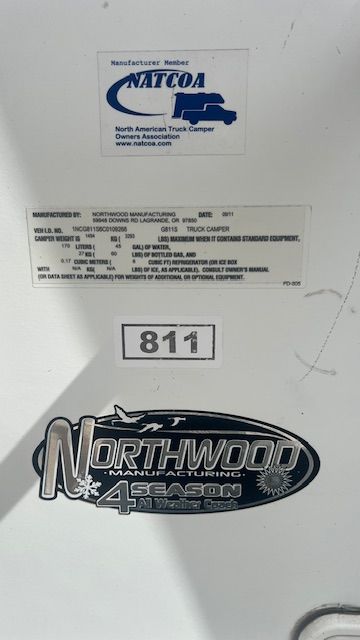 Manufacturer Member
NATCOA
North American Truck Camper
Owners Association
www.natcoa.com
MANUFACTURED BY: NORTHWOOD MANUFACTURING DATE: 09/11
59948 DOWNS RD LAGRANDE, OR 97850
VEH I.D. NO. 1NCG811S6C0109268 G811S TRUCK CAMPER
CAMPER WEIGHT IS 1494 KG ( 3293 LBS) MAXIMUM WHEN IT CONTAINS STANDARD EQUIPMENT,
170 LITERS ( 45 GAL) OF WATER,
27 KG ( 60 LBS) OF BOTTLED GAS, AND
0.17 CUBIC METERS ( 6 CUBIC FT) REFRIGERATOR (OR ICE BOX
WITH N/A KG ( N/A LBS) OF ICE, AS APPLICABLE). CONSULT OWNER'S MANUAL
(OR DATA SHEET AS APPLICABLE) FOR WEIGHTS OF ADDITIONAL OR OPTIONAL EQUIPMENT.
PD-805
811
NORTHWOOD
MANUFACTURING
4 SEASON
All Weather Coach